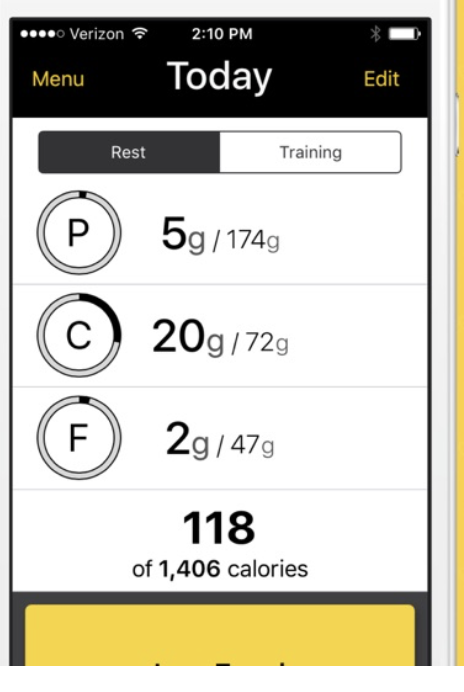 Verizon 2:10 PM
Menu Today Edit
Rest Training
P 5g / 174g
C 20g / 72g
F 2g / 47g
118
of 1,406 calories